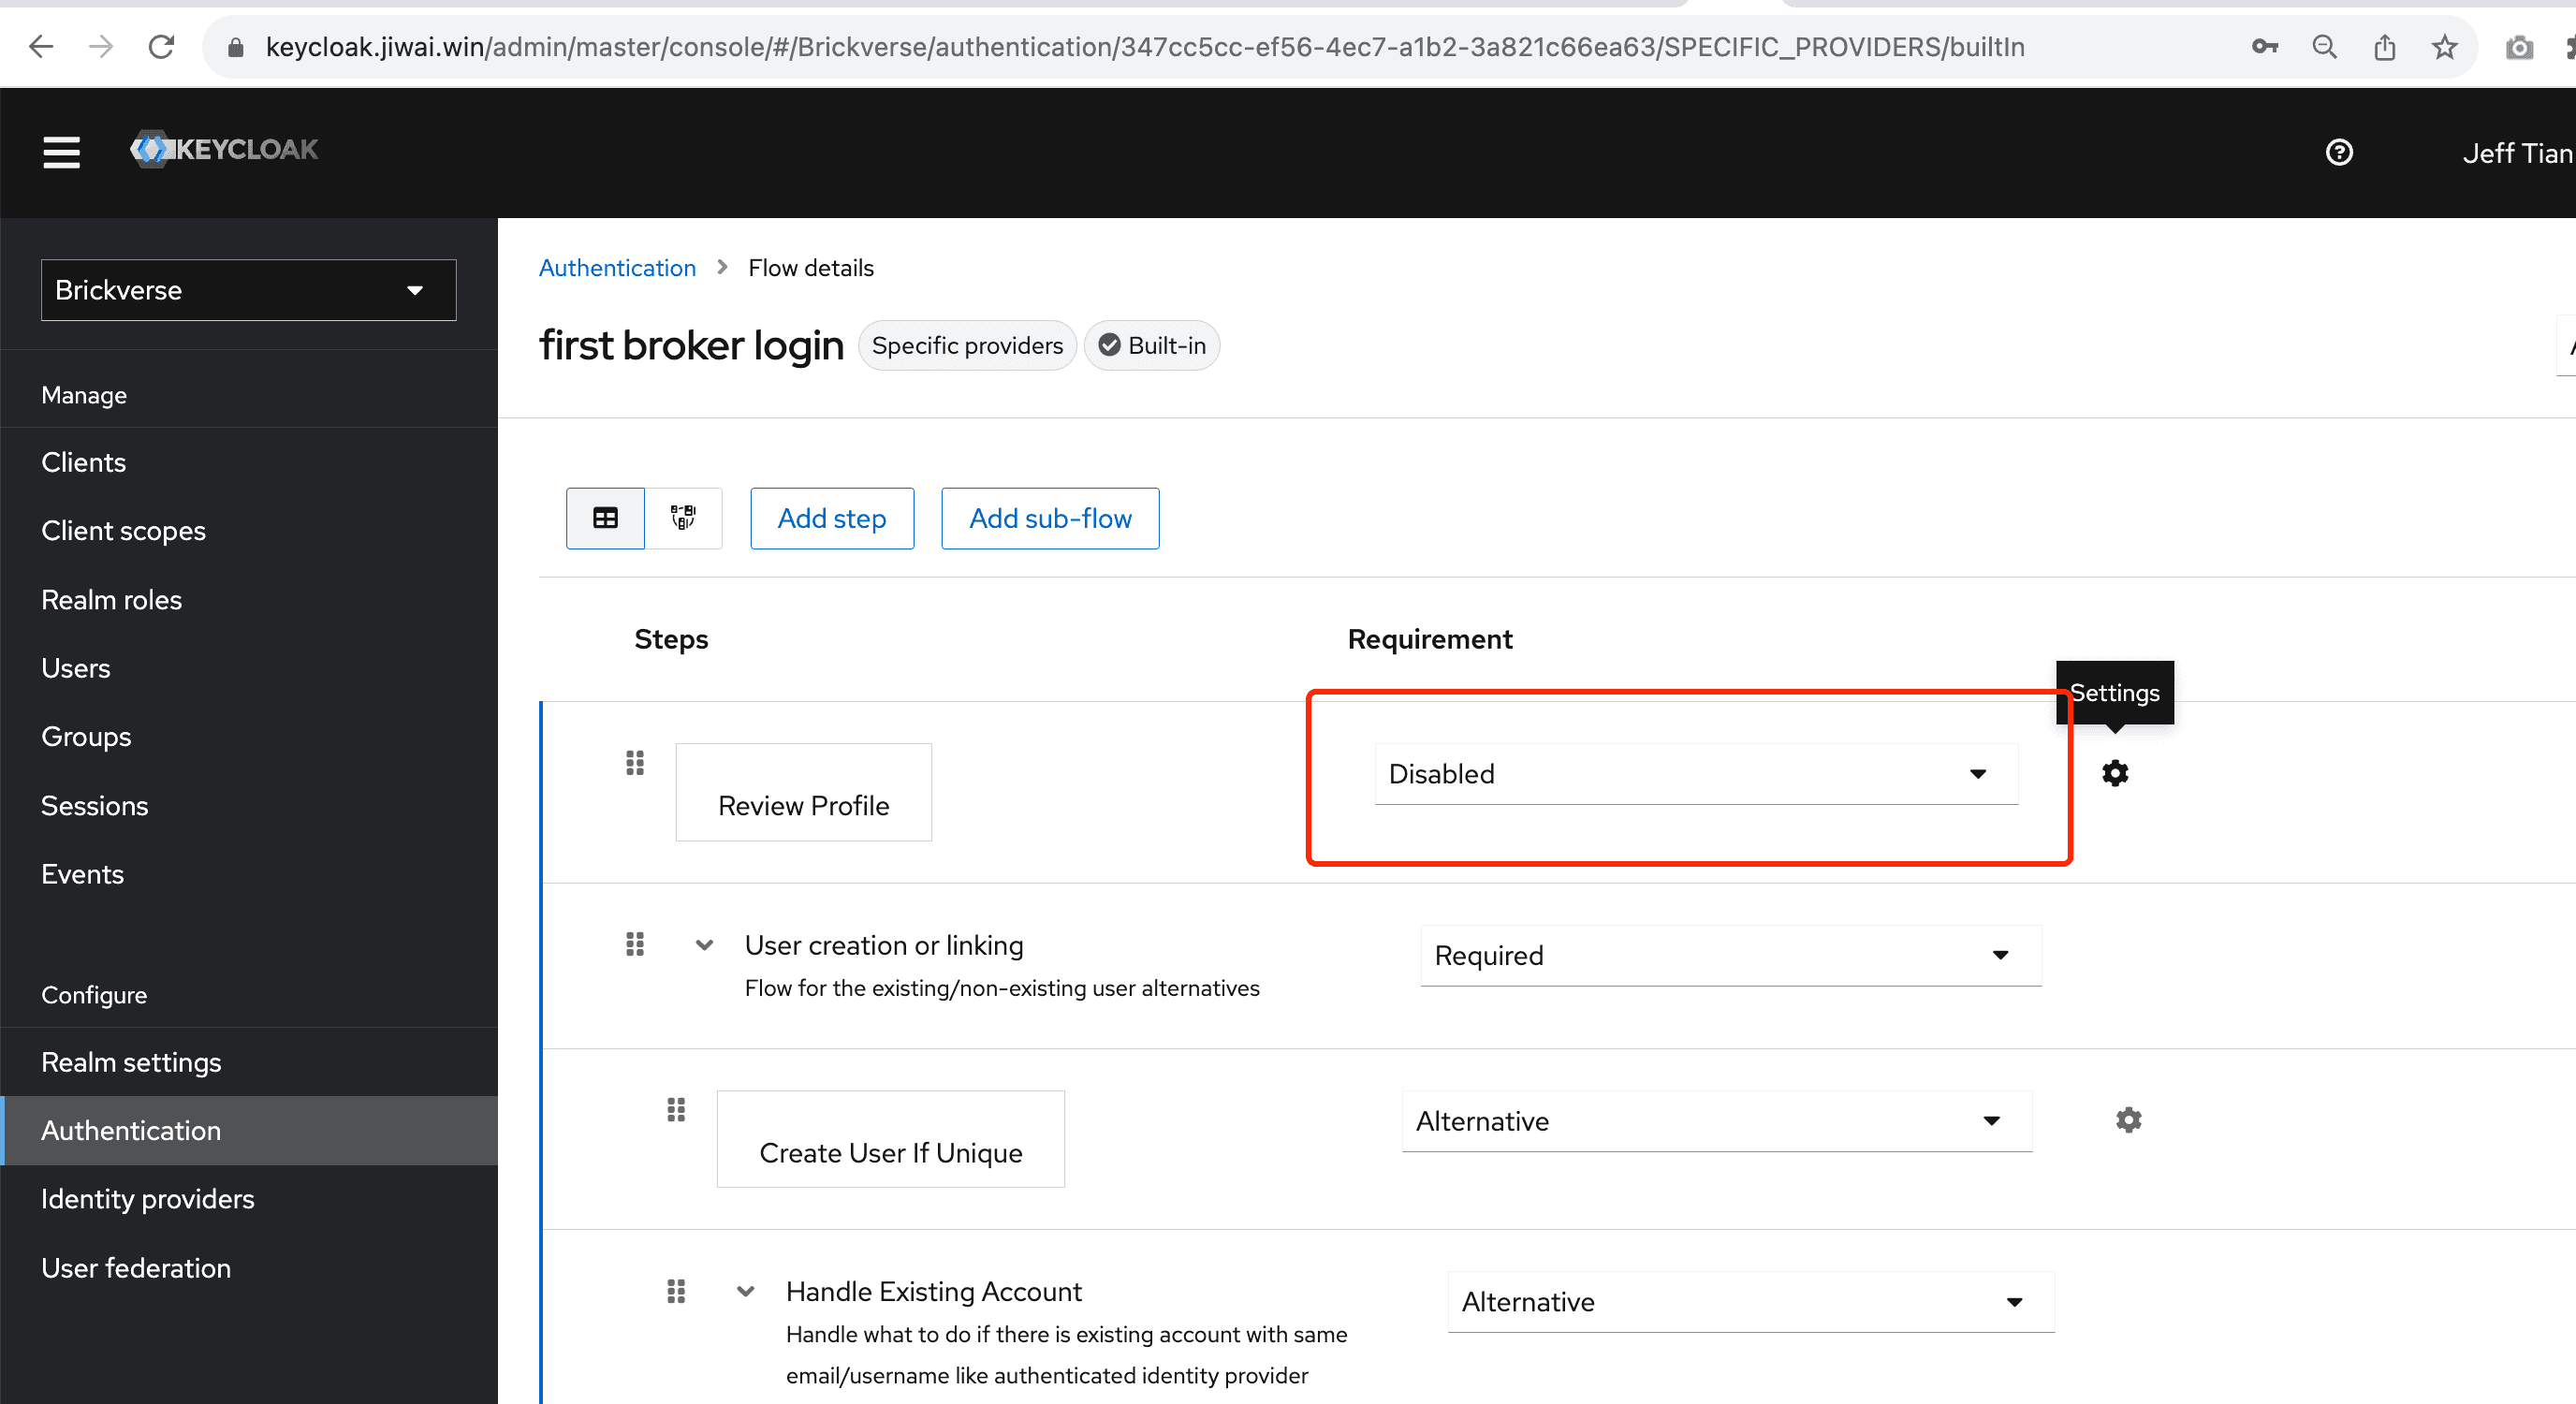 keycloak.jiwai.win/admin/master/console/#/Brickverse/authentication/347cc5cc-ef56-4ec7-a1b2-3a821c66ea63/SPECIFIC_PROVIDERS/builtIn
KEYCLOAK
Jeff Tian
Brickverse
Manage
Clients
Client scopes
Realm roles
Users
Groups
Sessions
Events
Configure
Realm settings
Authentication
Identity providers
User federation
Authentication > Flow details
first broker login Specific providers Built-in
Add step Add sub-flow
Steps Requirement
Settings
Review Profile Disabled
User creation or linking Required
Flow for the existing/non-existing user alternatives
Create User If Unique Alternative
Handle Existing Account Alternative
Handle what to do if there is existing account with same
email/username like authenticated identity provider